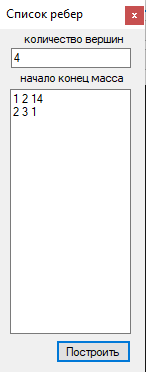 Список ребер
x
количество вершин
4
начало конец масса
1 2 14
2 3 1
Построить